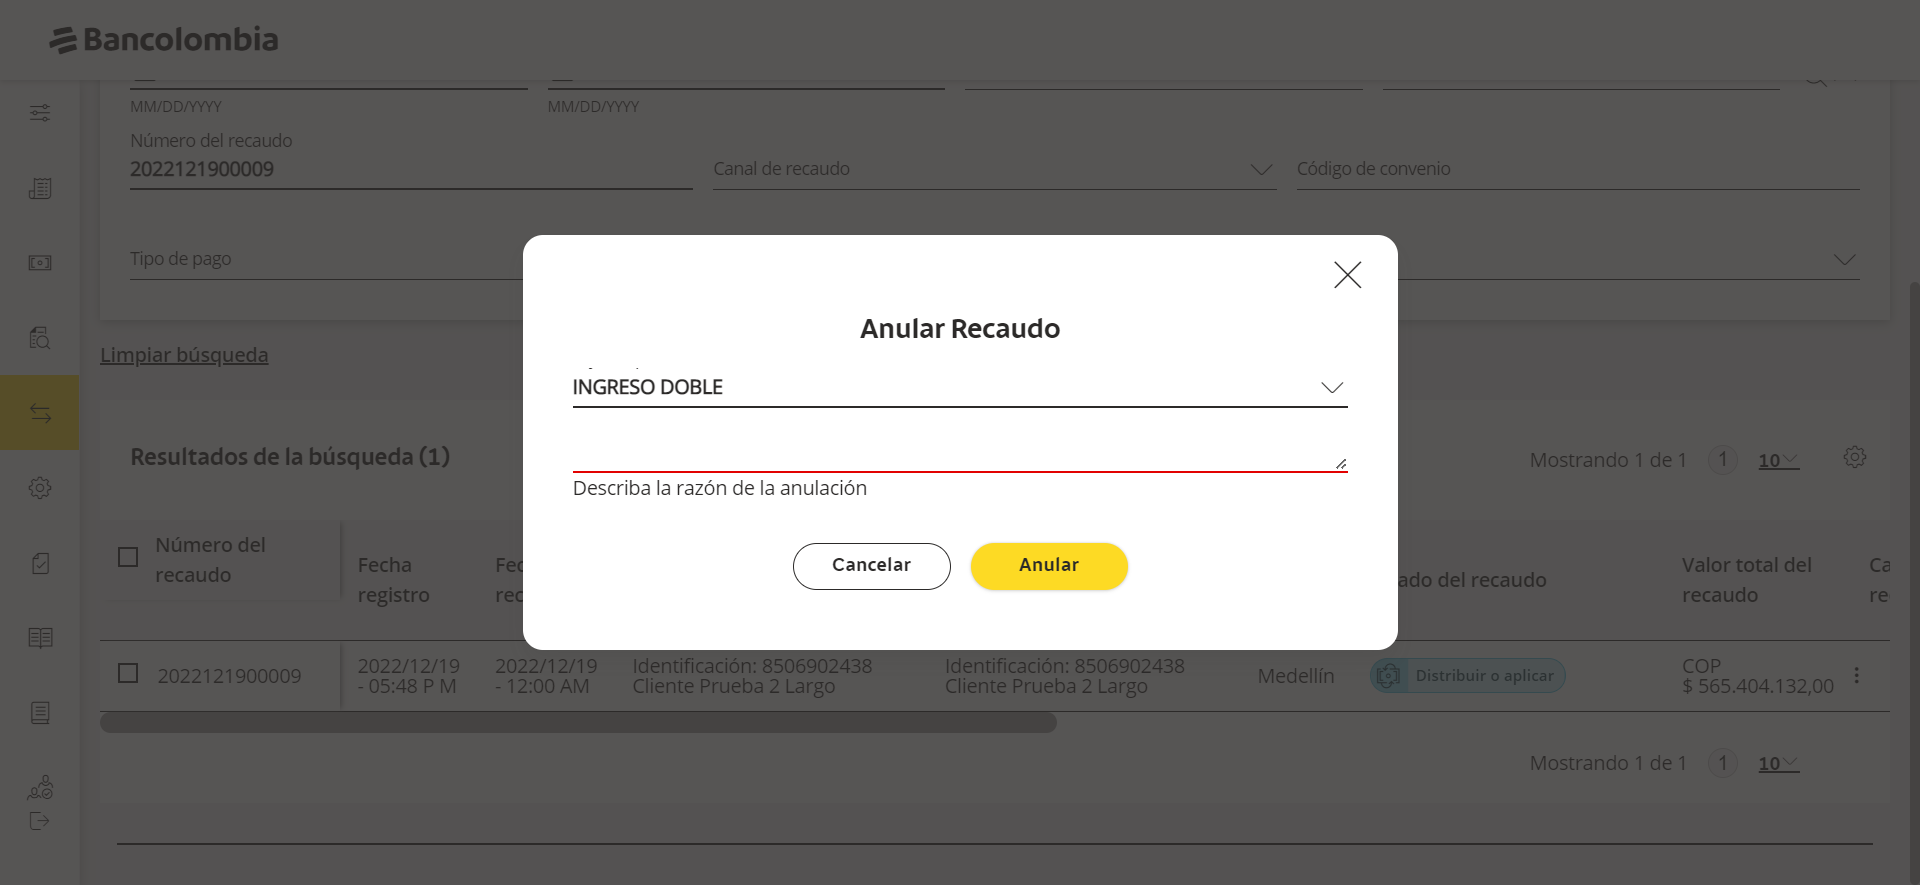 Bancolombia
MM/DD/YYYY
MM/DD/YYYY
Número del recaudo
2022121900009
Canal de recaudo
Código de convenio
Tipo de pago
Limpiar búsqueda
Anular Recaudo
INGRESO DOBLE
Describa la razón de la anulación
Cancelar
Anular
Resultados de la búsqueda (1)
Mostrando 1 de 1
1
10
Número del
recaudo
Fecha
registro
ado del recaudo
Valor total del
recaudo
2022121900009
2022/12/19
- 05:48 P M
2022/12/19
- 12:00 AM
Identificación: 8506902438
Cliente Prueba 2 Largo
Identificación: 8506902438
Cliente Prueba 2 Largo
Medellín
Distribuir o aplicar
COP
$ 565.404.132,00
Mostrando 1 de 1
1
10